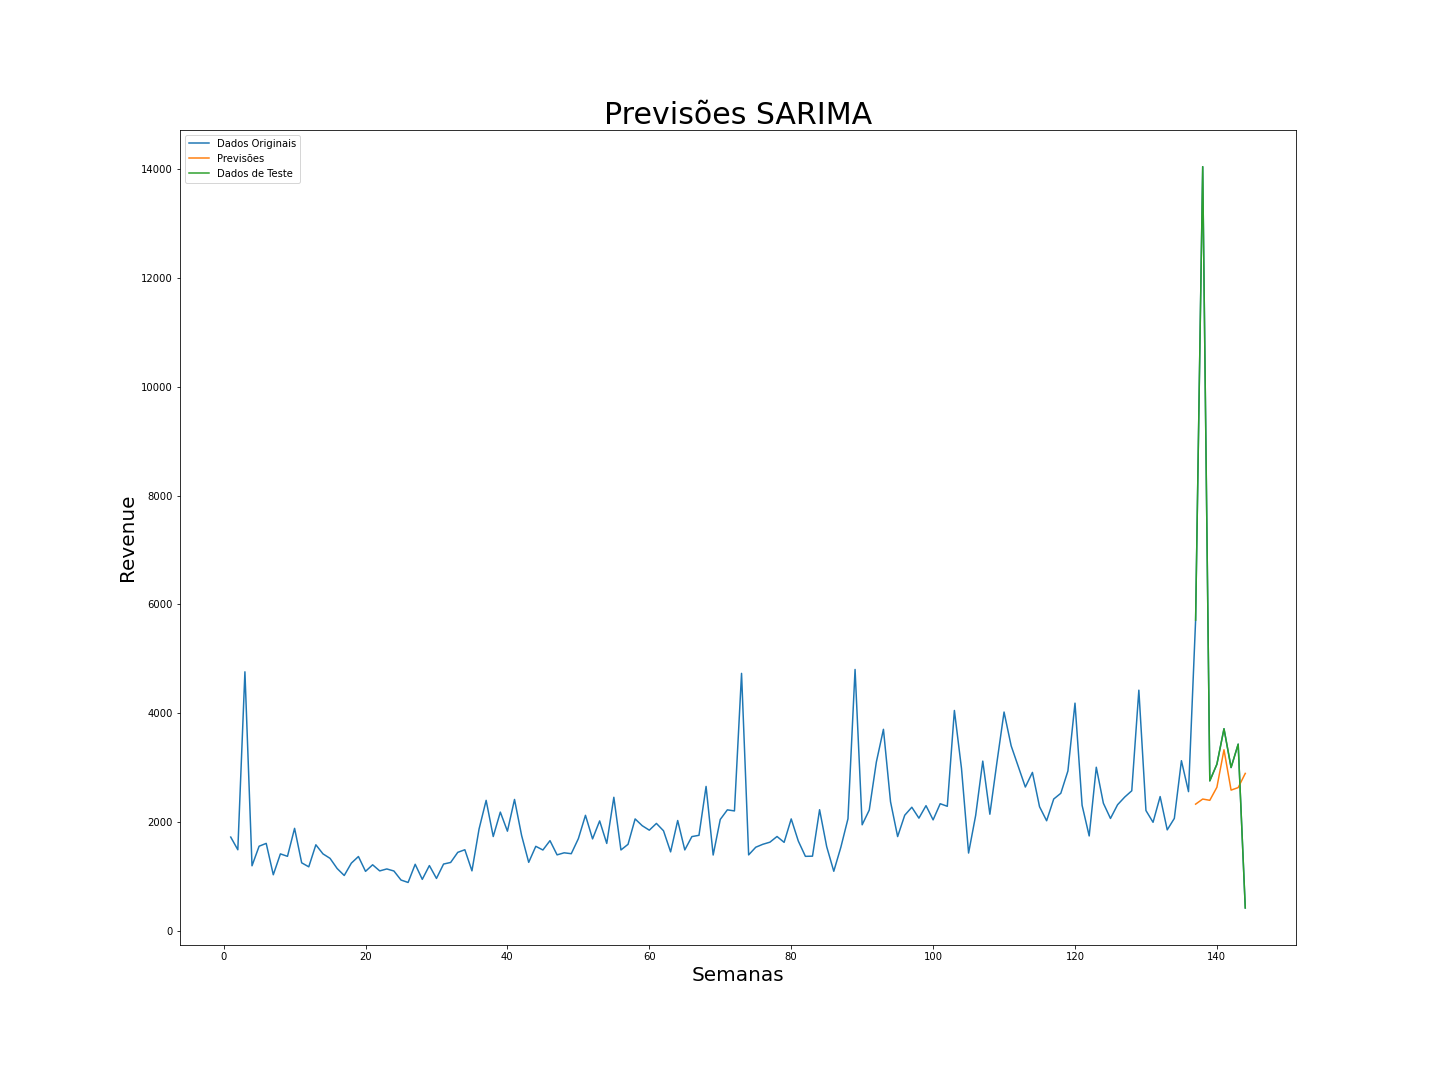 Previsões SARIMA
Dados Originais
Previsões
Dados de Teste
14000
12000
10000
8000
6000
4000
2000
0
Revenue
0 20 40 60 80 100 120 140
Semanas